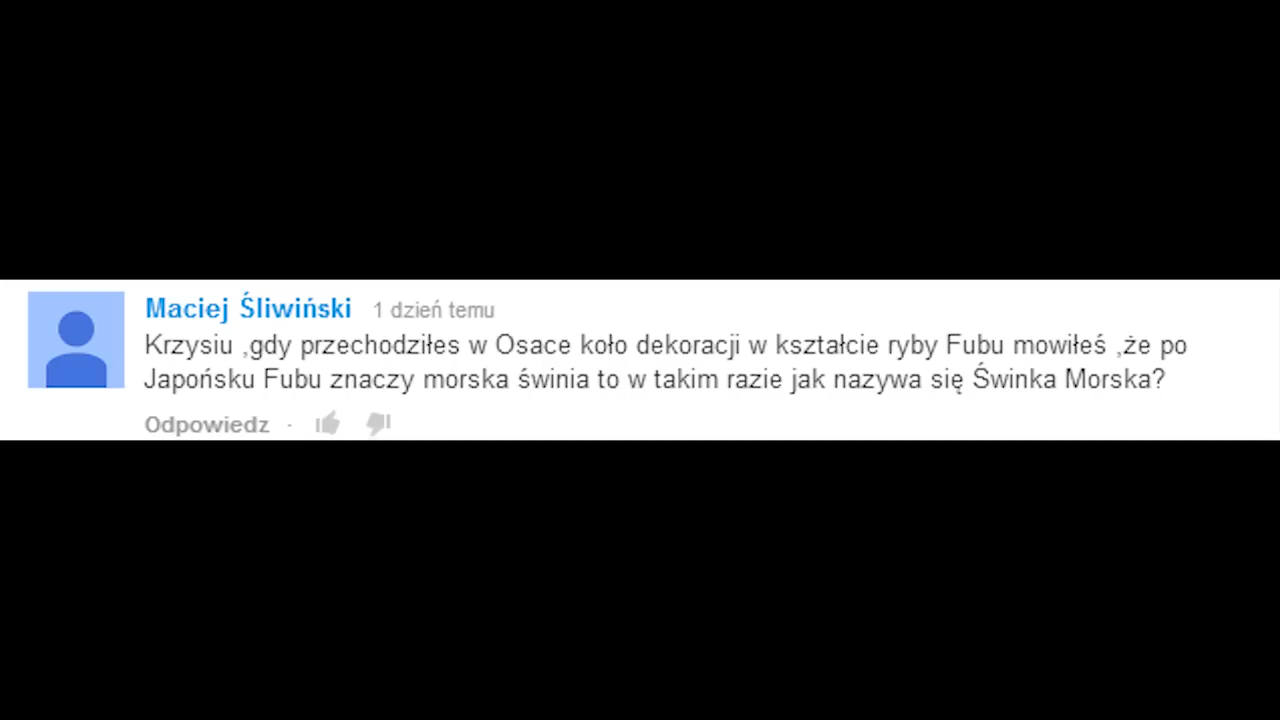 Maciej Śliwiński 1 dzień temu
Krzysiu ,gdy przechodziłes w Osace koło dekoracji w kształcie ryby Fubu mowiłeś ,że po
Japońsku Fubu znaczy morska świnia to w takim razie jak nazywa się Świnka Morska?
Odpowiedz ·